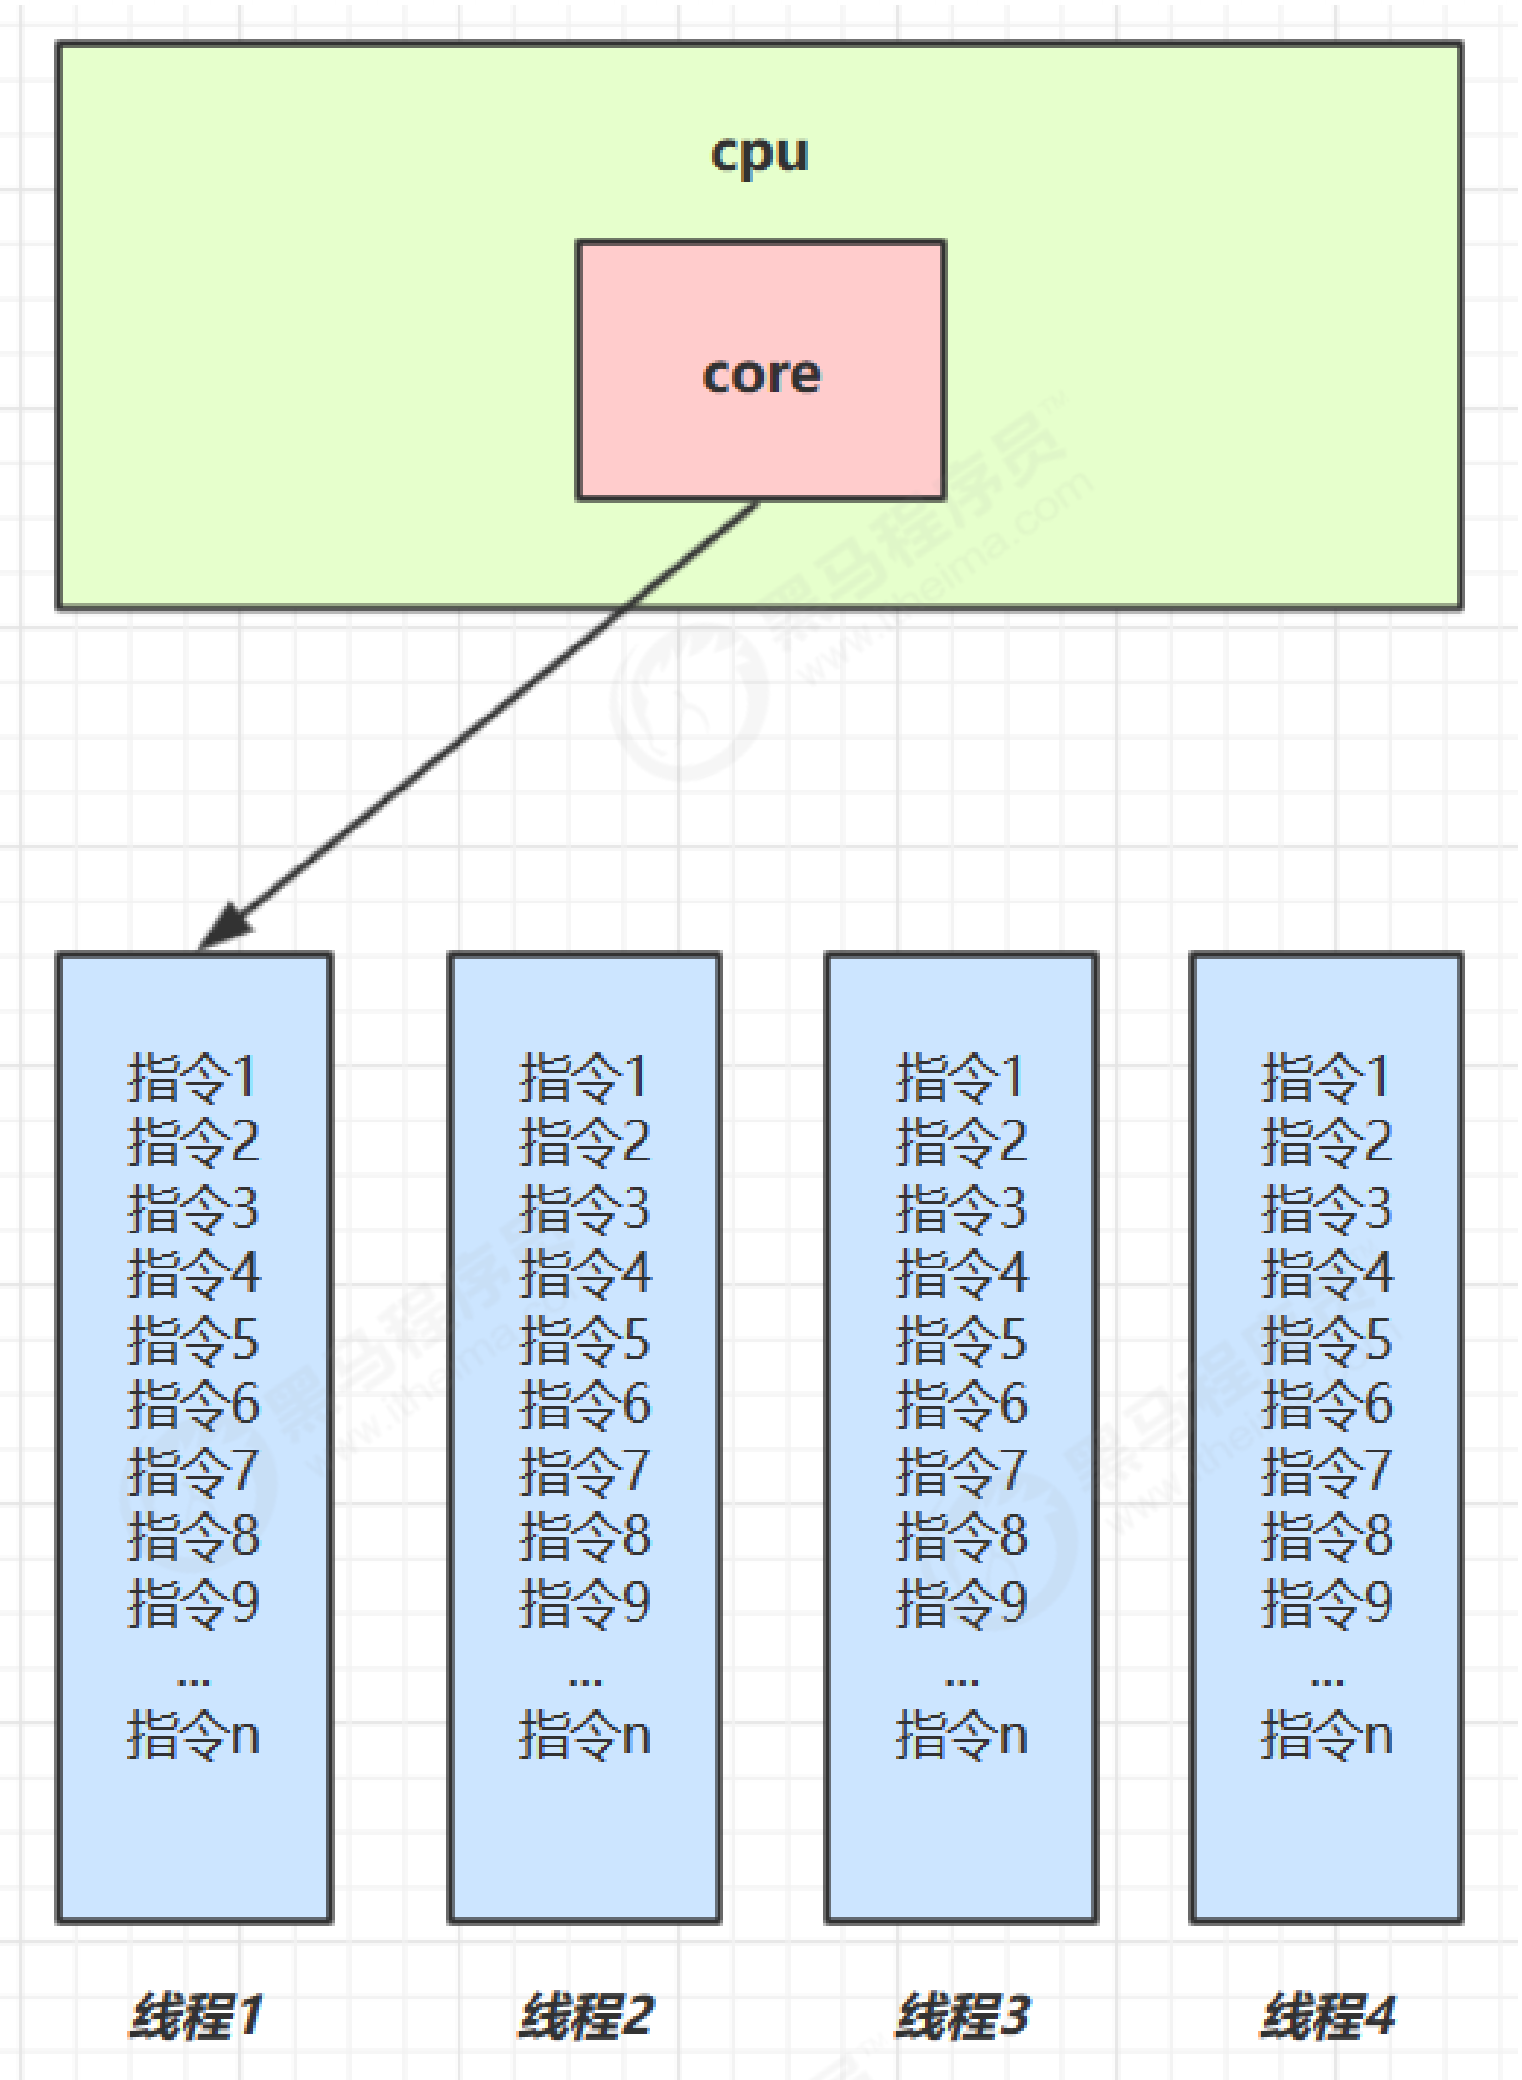 cpu
core
黑马程序员™
www.itheima.com
指令1 指令1 指令1 指令1
指令2 指令2 指令2 指令2
指令3 指令3 指令3 指令3
指令4 指令4 指令4 指令4
指令5 指令5 指令5 指令5
指令6 指令6 指令6 指令6
指令7 指令7 指令7 指令7
指令8 指令8 指令8 指令8
指令9 指令9 指令9 指令9
... ... ... ...
指令n 指令n 指令n 指令n
线程1 线程2 线程3 线程4